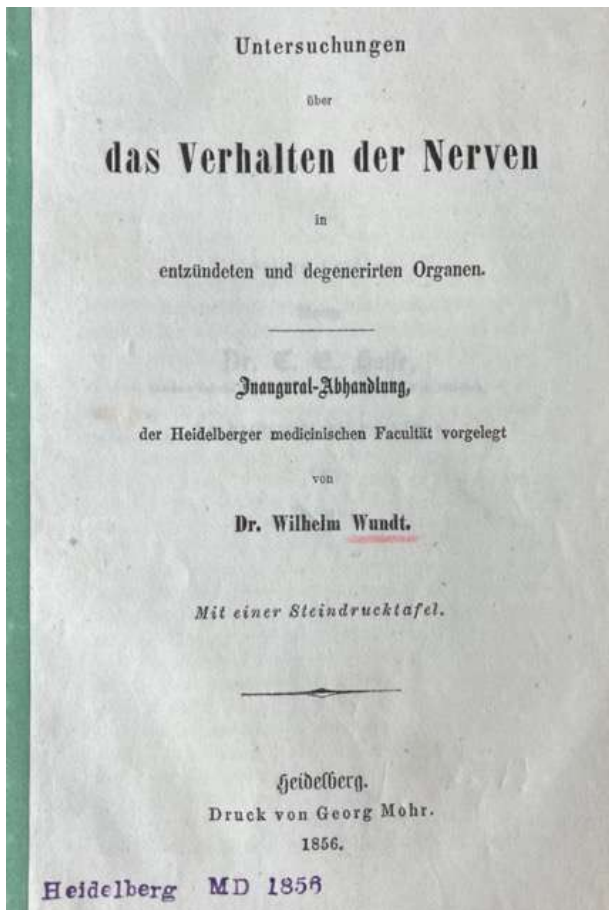 Untersuchungen
über
das Verhalten der Nerven
in
entzündeten und degenerirten Organen.
Inaugural-Abhandlung,
der Heidelberger medicinischen Facultät vorgelegt
von
Dr. Wilhelm Wundt.
Mit einer Steindrucktafel.
Heidelberg.
Druck von Georg Mohr.
1856.
Heidelberg MD 1856